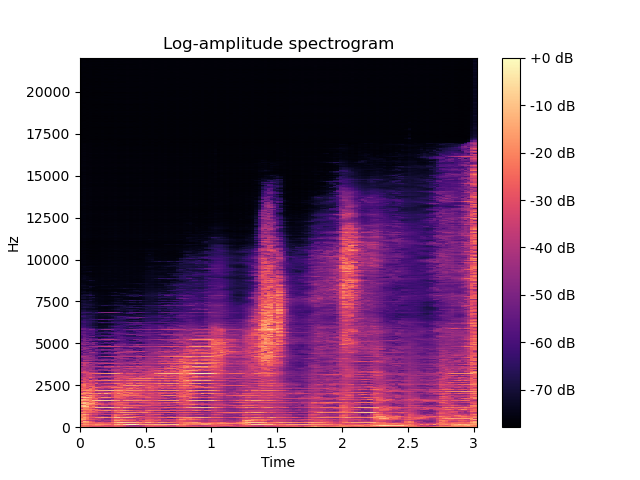 Log-amplitude spectrogram
Hz
20000
17500
15000
12500
10000
7500
5000
2500
0
0 0.5 1 1.5 2 2.5 3
Time
+0 dB
-10 dB
-20 dB
-30 dB
-40 dB
-50 dB
-60 dB
-70 dB